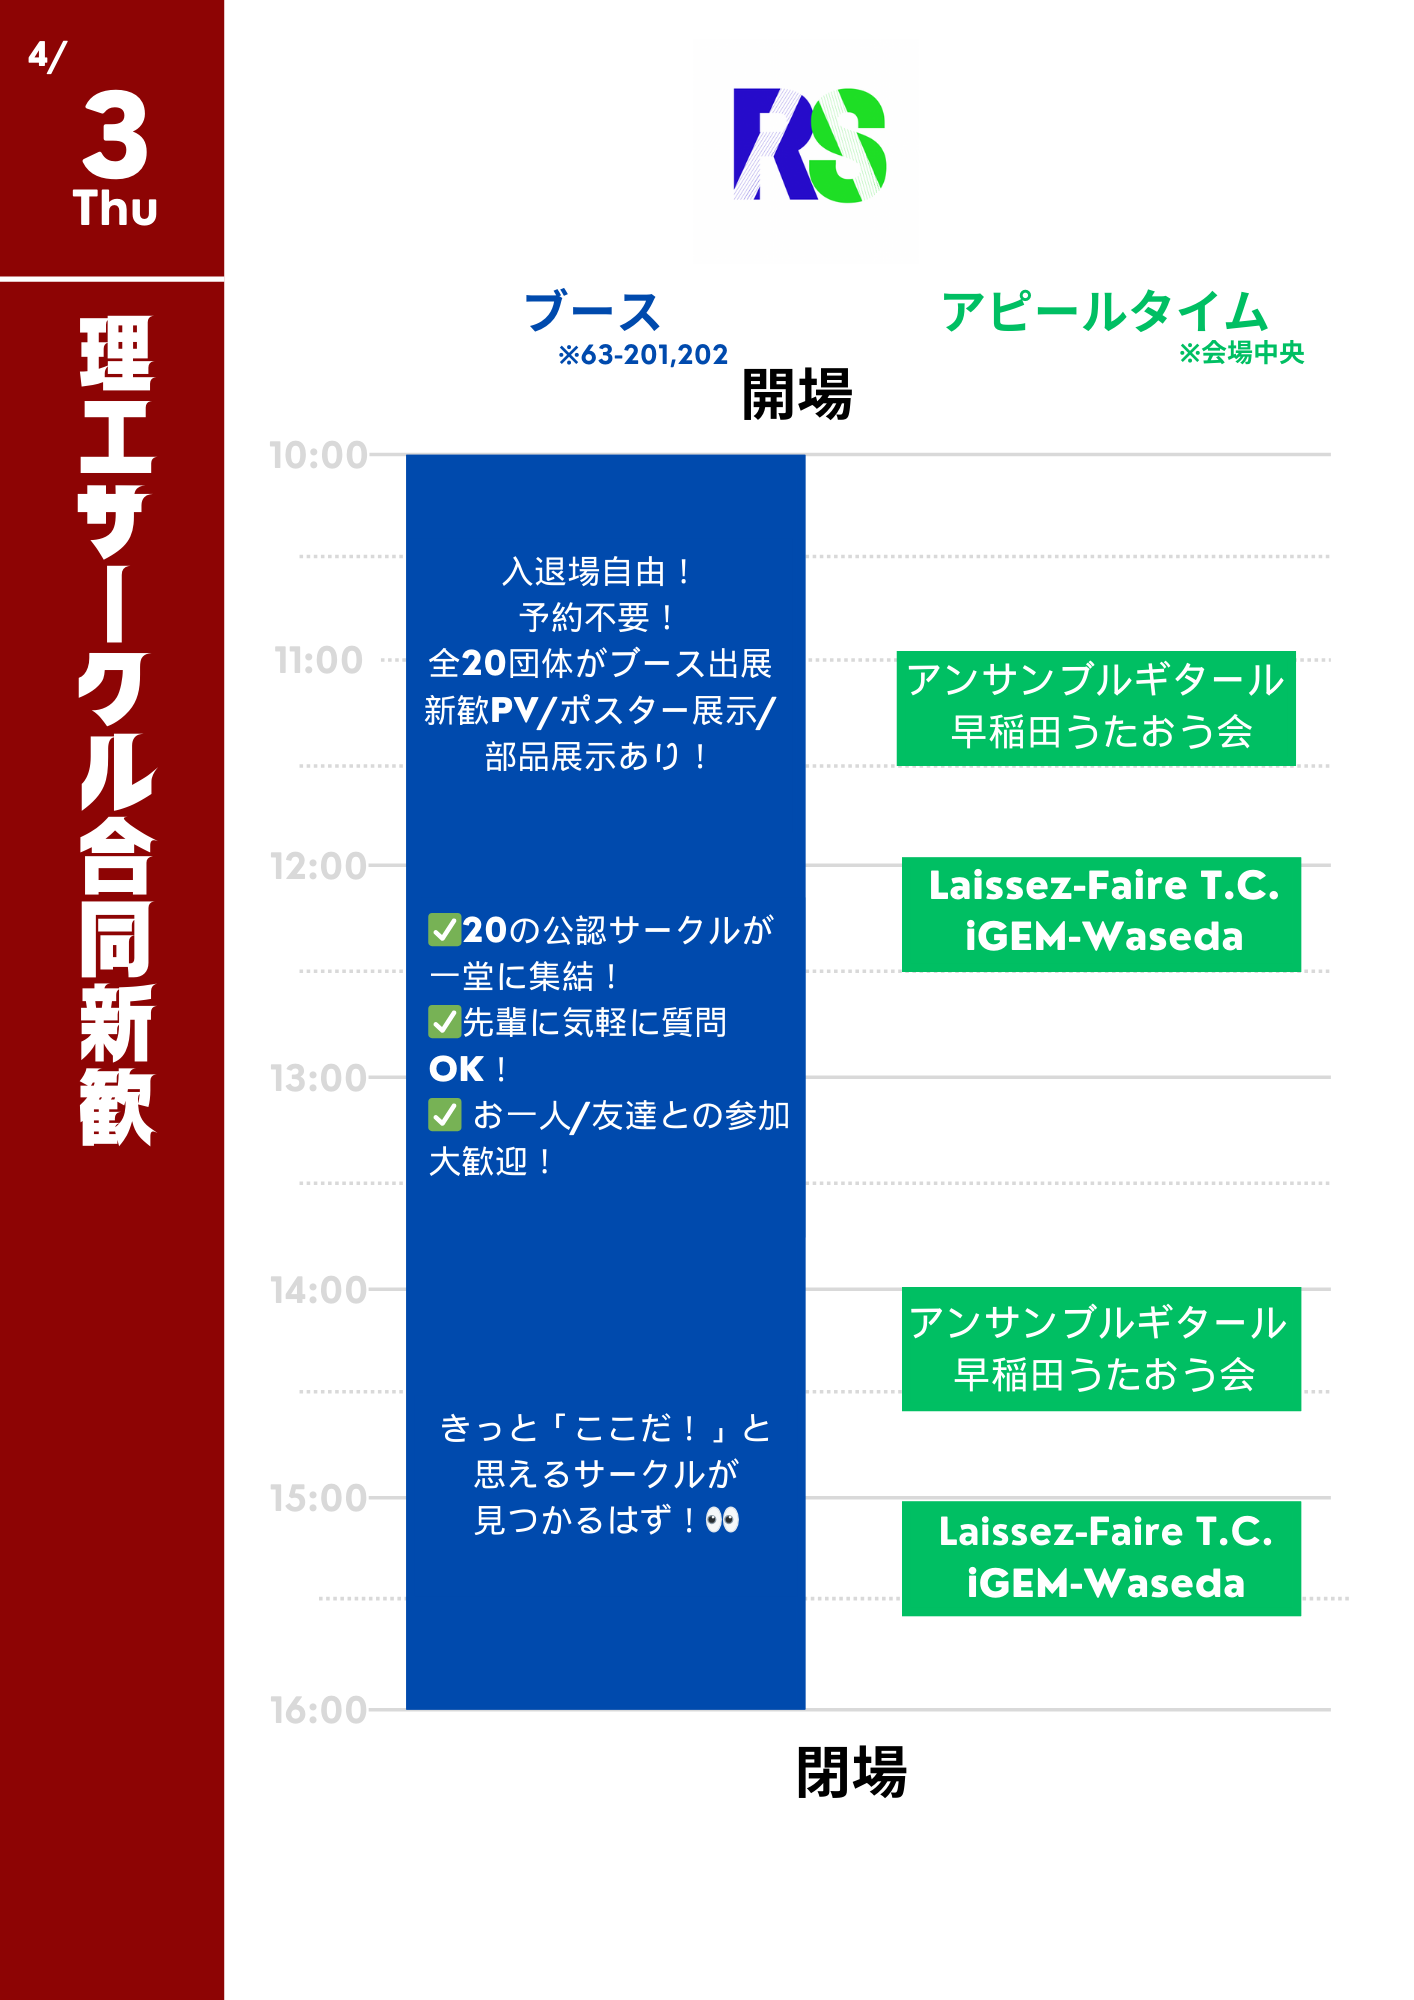 4/
3
Thu
理工サークル合同新歓
RS
ブース
※63-201,202
アピールタイム
※会場中央
開場
10:00
入退場自由！
予約不要！
全20団体がブース出展
新歓PV/ポスター展示/
部品展示あり！
11:00
アンサンブルギタール
早稲田うたおう会
12:00
Laissez-Faire T.C.
iGEM-Waseda
✅20の公認サークルが
一堂に集結！
✅先輩に気軽に質問
OK！
✅ お一人/友達との参加
大歓迎！
13:00
14:00
アンサンブルギタール
早稲田うたおう会
きっと「ここだ！」と
思えるサークルが
見つかるはず！👀
15:00
Laissez-Faire T.C.
iGEM-Waseda
16:00
閉場